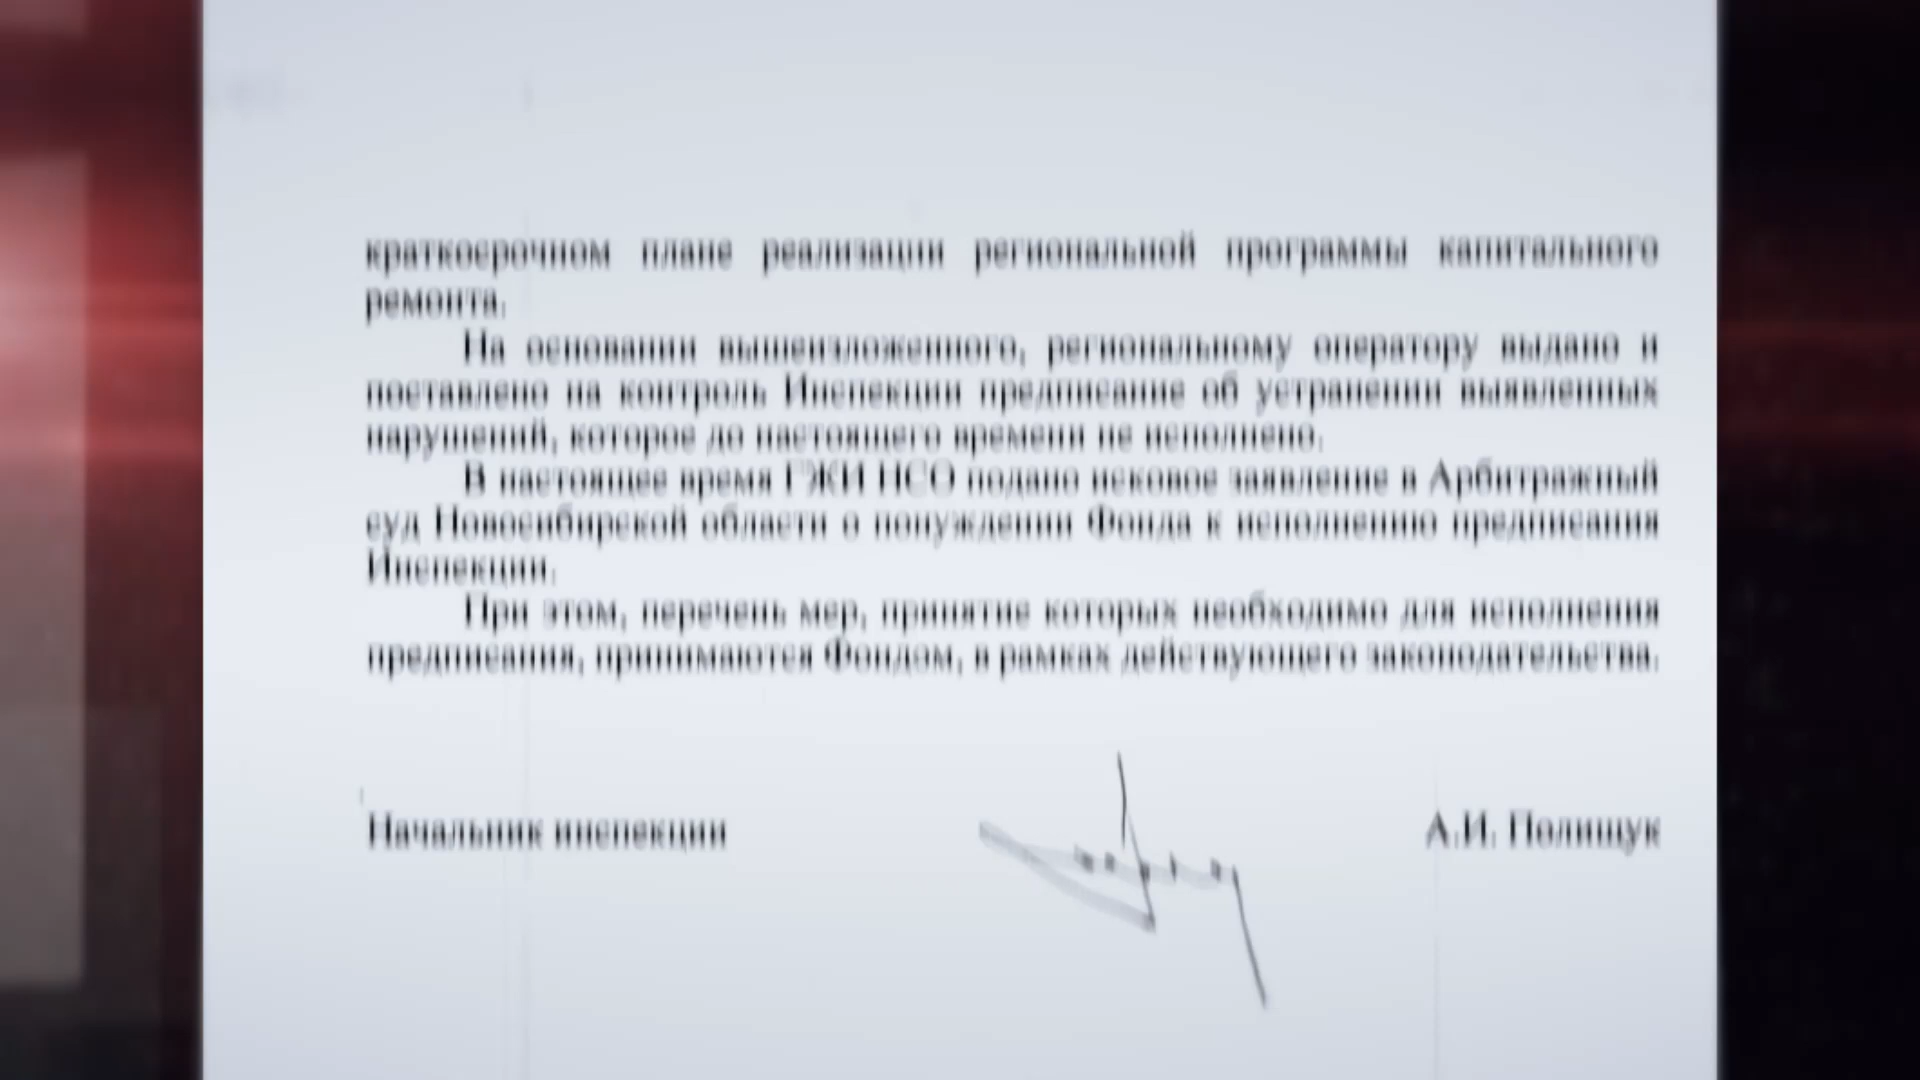 краткосрочном плане реализации региональной программы капитального
ремонта.
На основании вышеизложенного, региональному оператору выдано и
поставлено на контроль Инспекции предписание об устранении выявленных
нарушений, которое до настоящего времени не исполнено.
В настоящее время ГЖИ НСО подано исковое заявление в Арбитражный
суд Новосибирской области о понуждении Фонда к исполнению предписания
Инспекции.
При этом, перечень мер, принятие которых необходимо для исполнения
предписания, принимаются Фондом, в рамках действующего законодательства.
Начальник инспекции А.И. Полищук